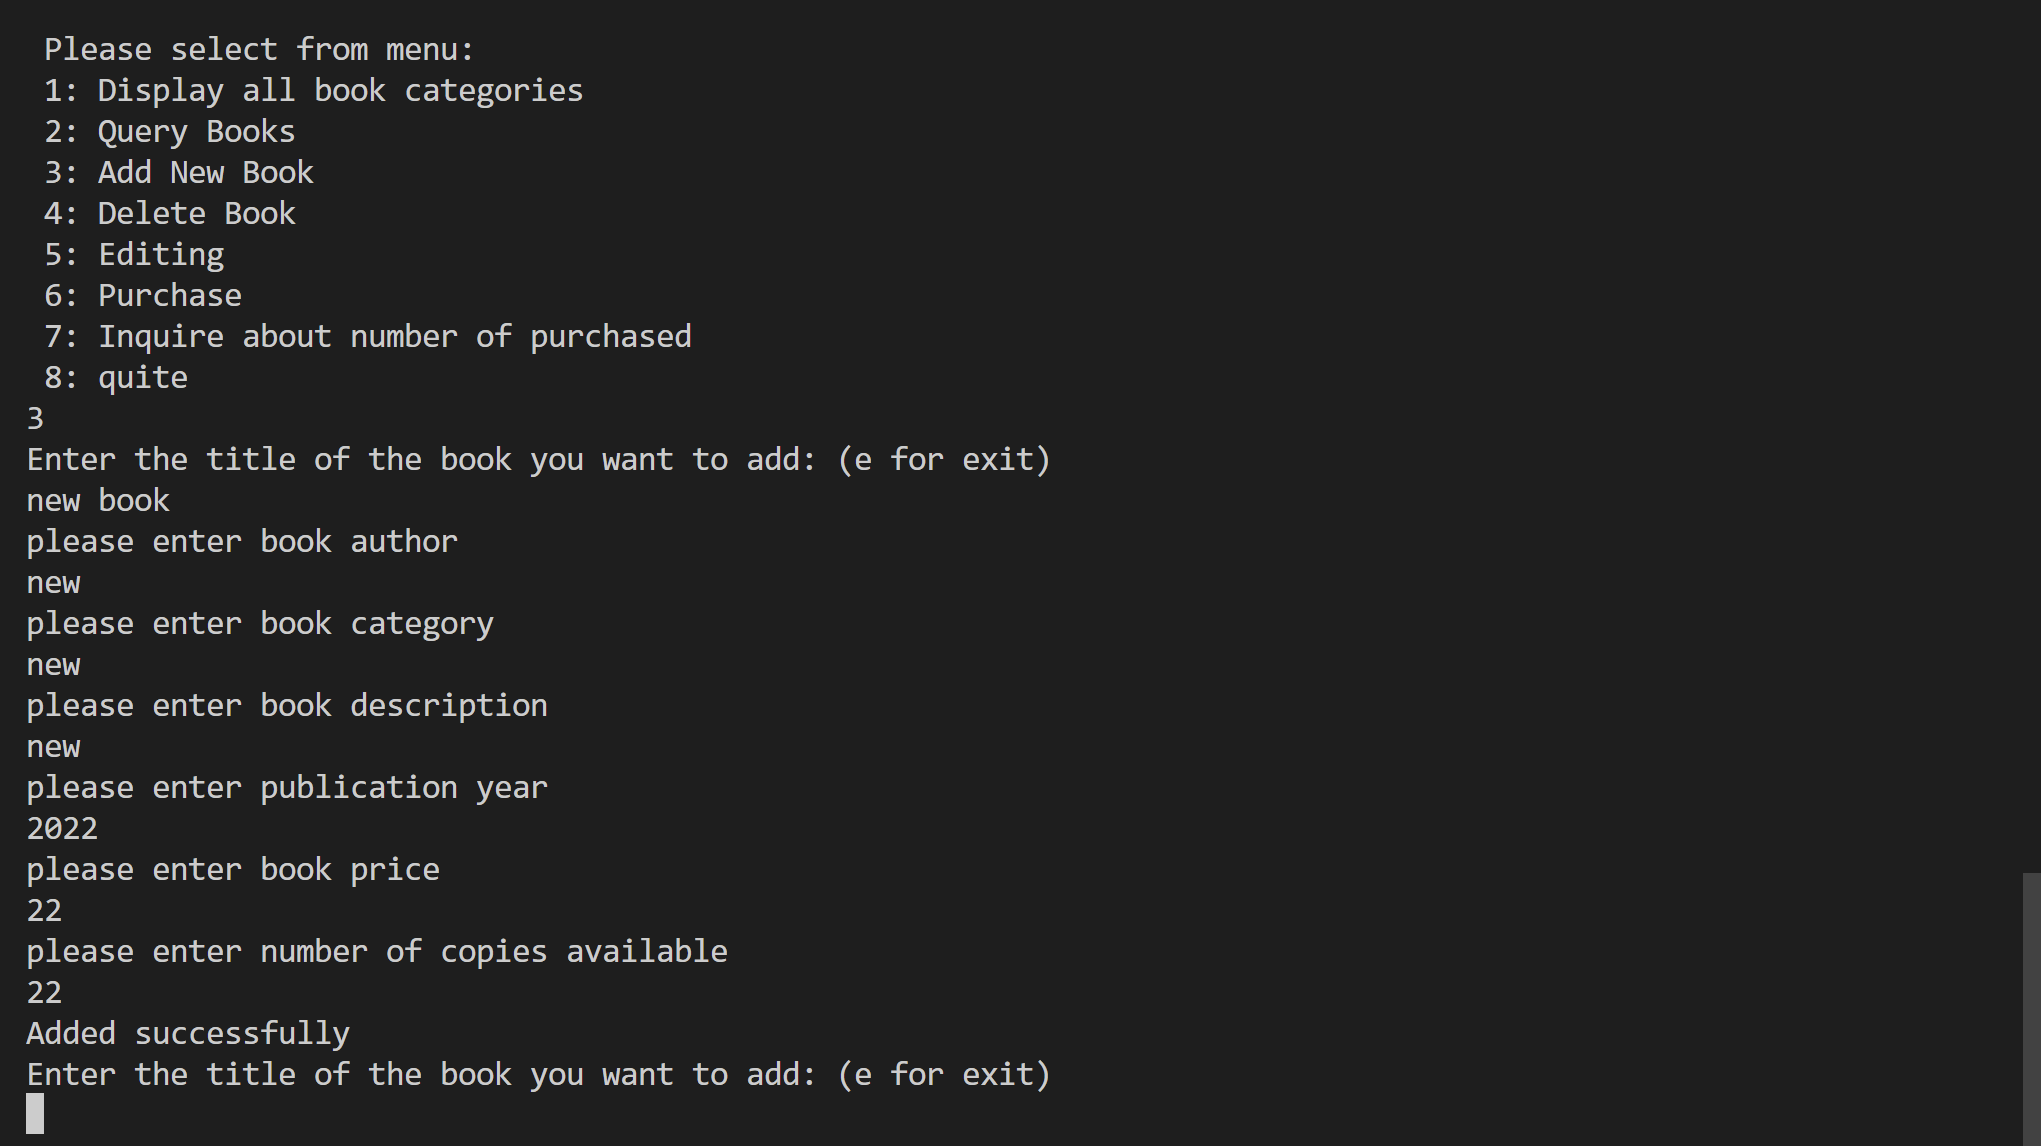 Please select from menu:
1: Display all book categories
2: Query Books
3: Add New Book
4: Delete Book
5: Editing
6: Purchase
7: Inquire about number of purchased
8: quite
3
Enter the title of the book you want to add: (e for exit)
new book
please enter book author
new
please enter book category
new
please enter book description
new
please enter publication year
2022
please enter book price
22
please enter number of copies available
22
Added successfully
Enter the title of the book you want to add: (e for exit)